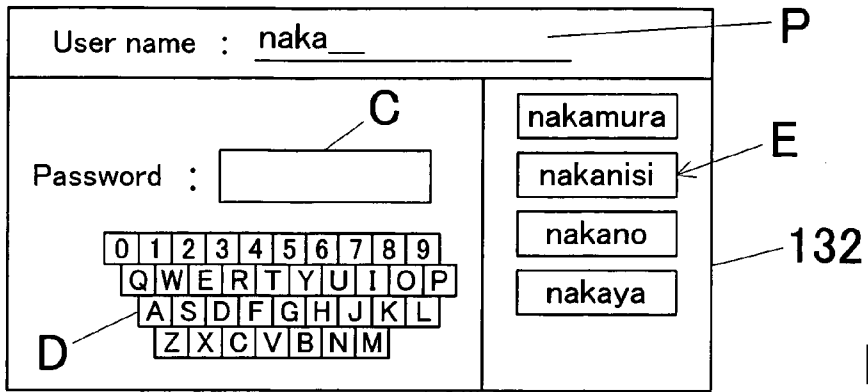 User name : naka__
P
C
Password :
nakamura
nakanisi
E
nakano
132
nakaya
0 1 2 3 4 5 6 7 8 9
Q W E R T Y U I O P
A S D F G H J K L
Z X C V B N M
D